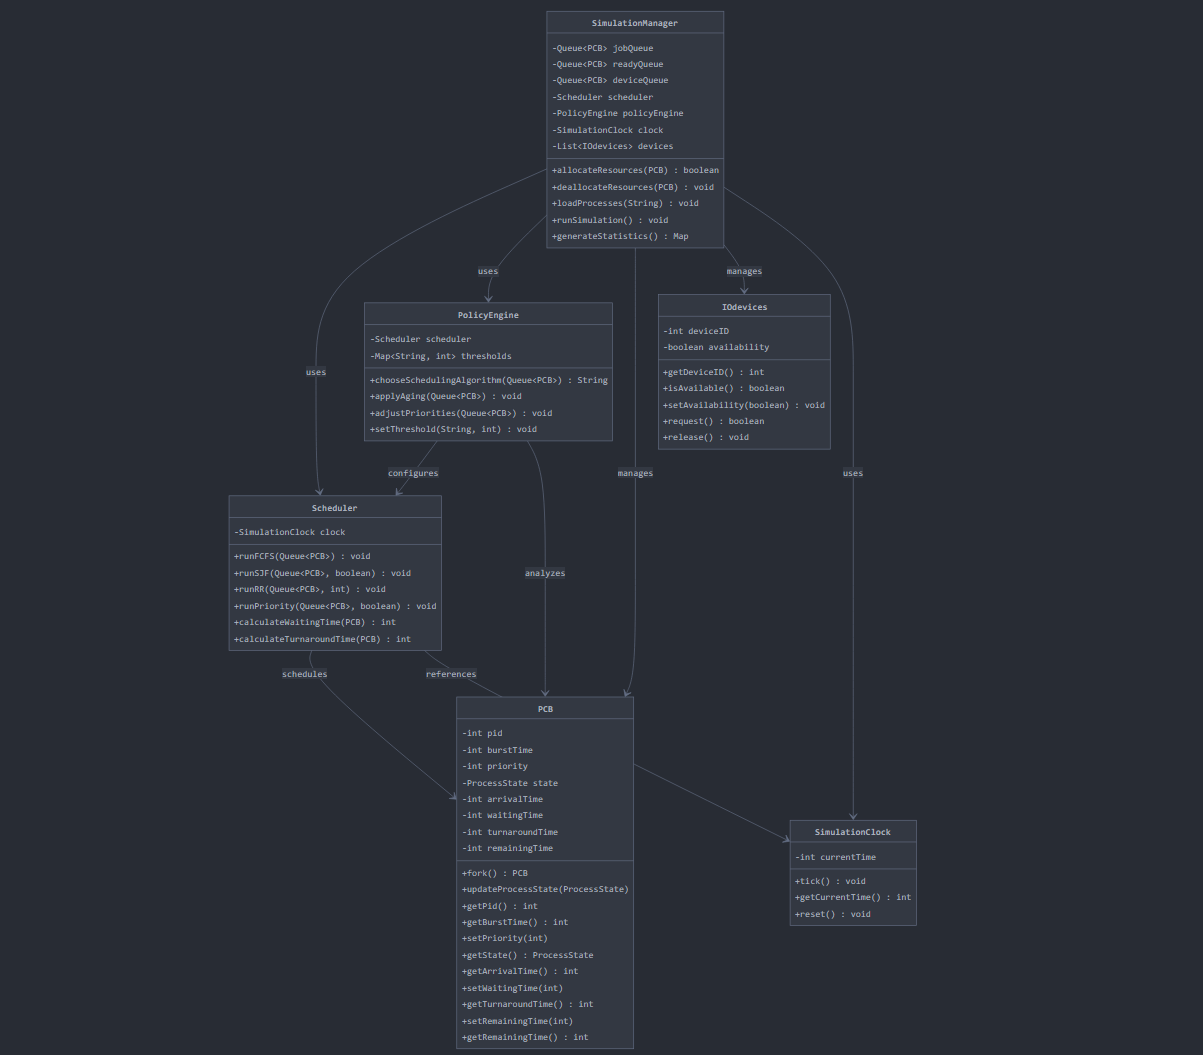 SimulationManager
-Queue<PCB> jobQueue
-Queue<PCB> readyQueue
-Queue<PCB> deviceQueue
-Scheduler scheduler
-PolicyEngine policyEngine
-SimulationClock clock
-List<IOdevices> devices
+allocateResources(PCB) : boolean
+deallocateResources(PCB) : void
+loadProcesses(String) : void
+runSimulation() : void
+generateStatistics() : Map
uses
manages
PolicyEngine
-Scheduler scheduler
-Map<String, int> thresholds
+chooseSchedulingAlgorithm(Queue<PCB>) : String
+applyAging(Queue<PCB>) : void
+adjustPriorities(Queue<PCB>) : void
+setThreshold(String, int) : void
IOdevices
-int deviceID
-boolean availability
+getDeviceID() : int
+isAvailable() : boolean
+setAvailability(boolean) : void
+request() : boolean
+release() : void
uses
configures
manages
uses
Scheduler
-SimulationClock clock
+runFCFS(Queue<PCB>) : void
+runSJF(Queue<PCB>, boolean) : void
+runRR(Queue<PCB>, int) : void
+runPriority(Queue<PCB>, boolean) : void
+calculateWaitingTime(PCB) : int
+calculateTurnaroundTime(PCB) : int
analyzes
schedules
references
PCB
-int pid
-int burstTime
-int priority
-ProcessState state
-int arrivalTime
-int waitingTime
-int turnaroundTime
-int remainingTime
+fork() : PCB
+updateProcessState(ProcessState)
+getPid() : int
+getBurstTime() : int
+setPriority(int)
+getState() : ProcessState
+getArrivalTime() : int
+setWaitingTime(int)
+getTurnaroundTime() : int
+setRemainingTime(int)
+getRemainingTime() : int
SimulationClock
-int currentTime
+tick() : void
+getCurrentTime() : int
+reset() : void